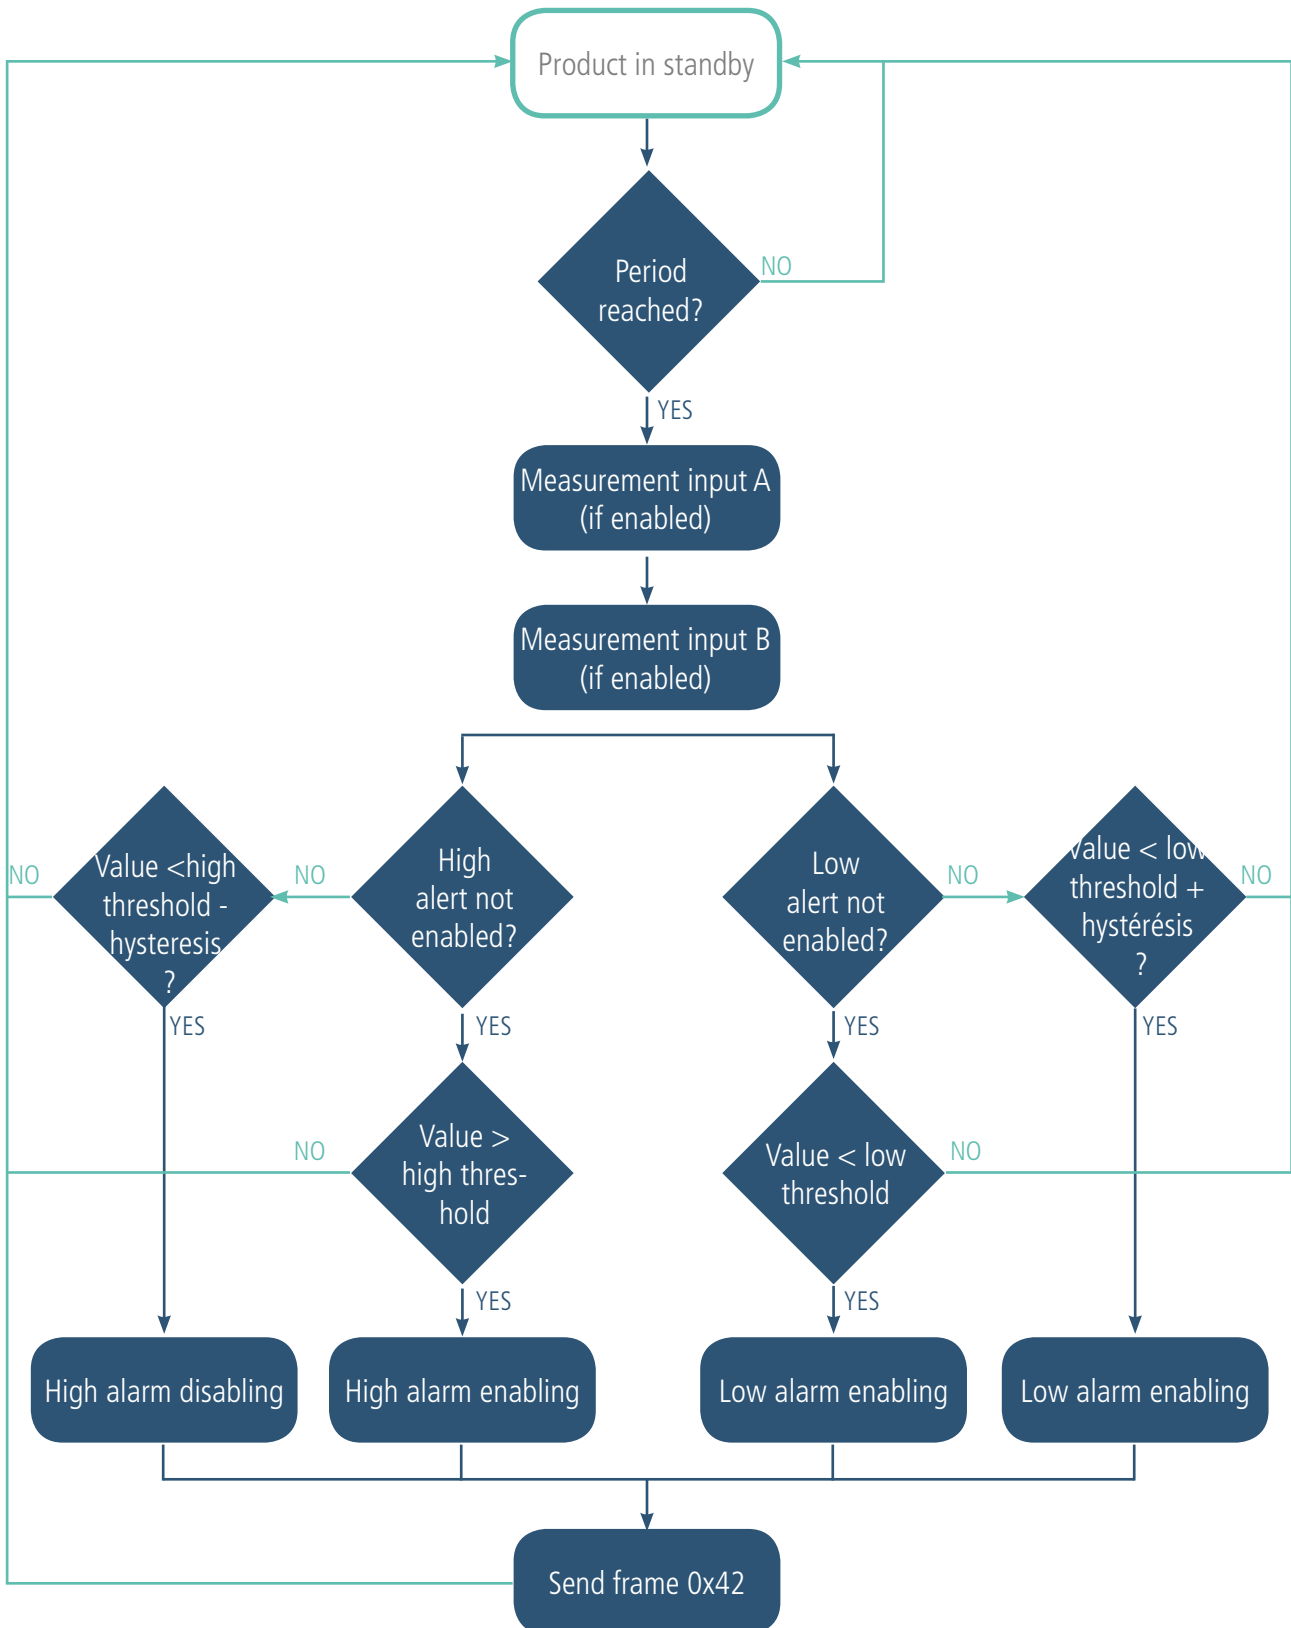 Product in standby
Period
reached?
NO
YES
Measurement input A
(if enabled)
Measurement input B
(if enabled)
Value <high
threshold -
hysteresis
?
NO
YES
NO
High
alert not
enabled?
YES
Low
alert not
enabled?
NO
YES
Value < low
threshold +
hystérésis
?
NO
YES
Value >
high thres-
hold
NO
YES
Value < low
threshold
NO
YES
High alarm disabling
High alarm enabling
Low alarm enabling
Low alarm enabling
Send frame 0x42